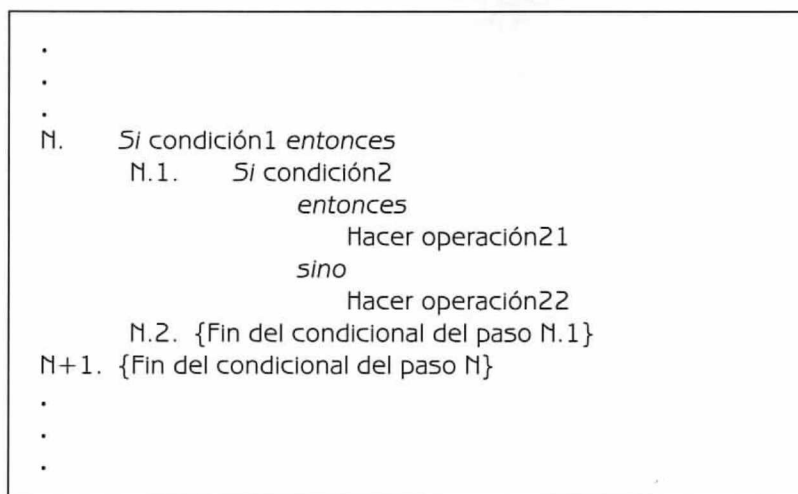 .
.
.
N. Si condición1 entonces
N.1. Si condición2
entonces
Hacer operación21
sino
Hacer operación22
N.2. {Fin del condicional del paso N.1}
N+1. {Fin del condicional del paso N}
.
.
.